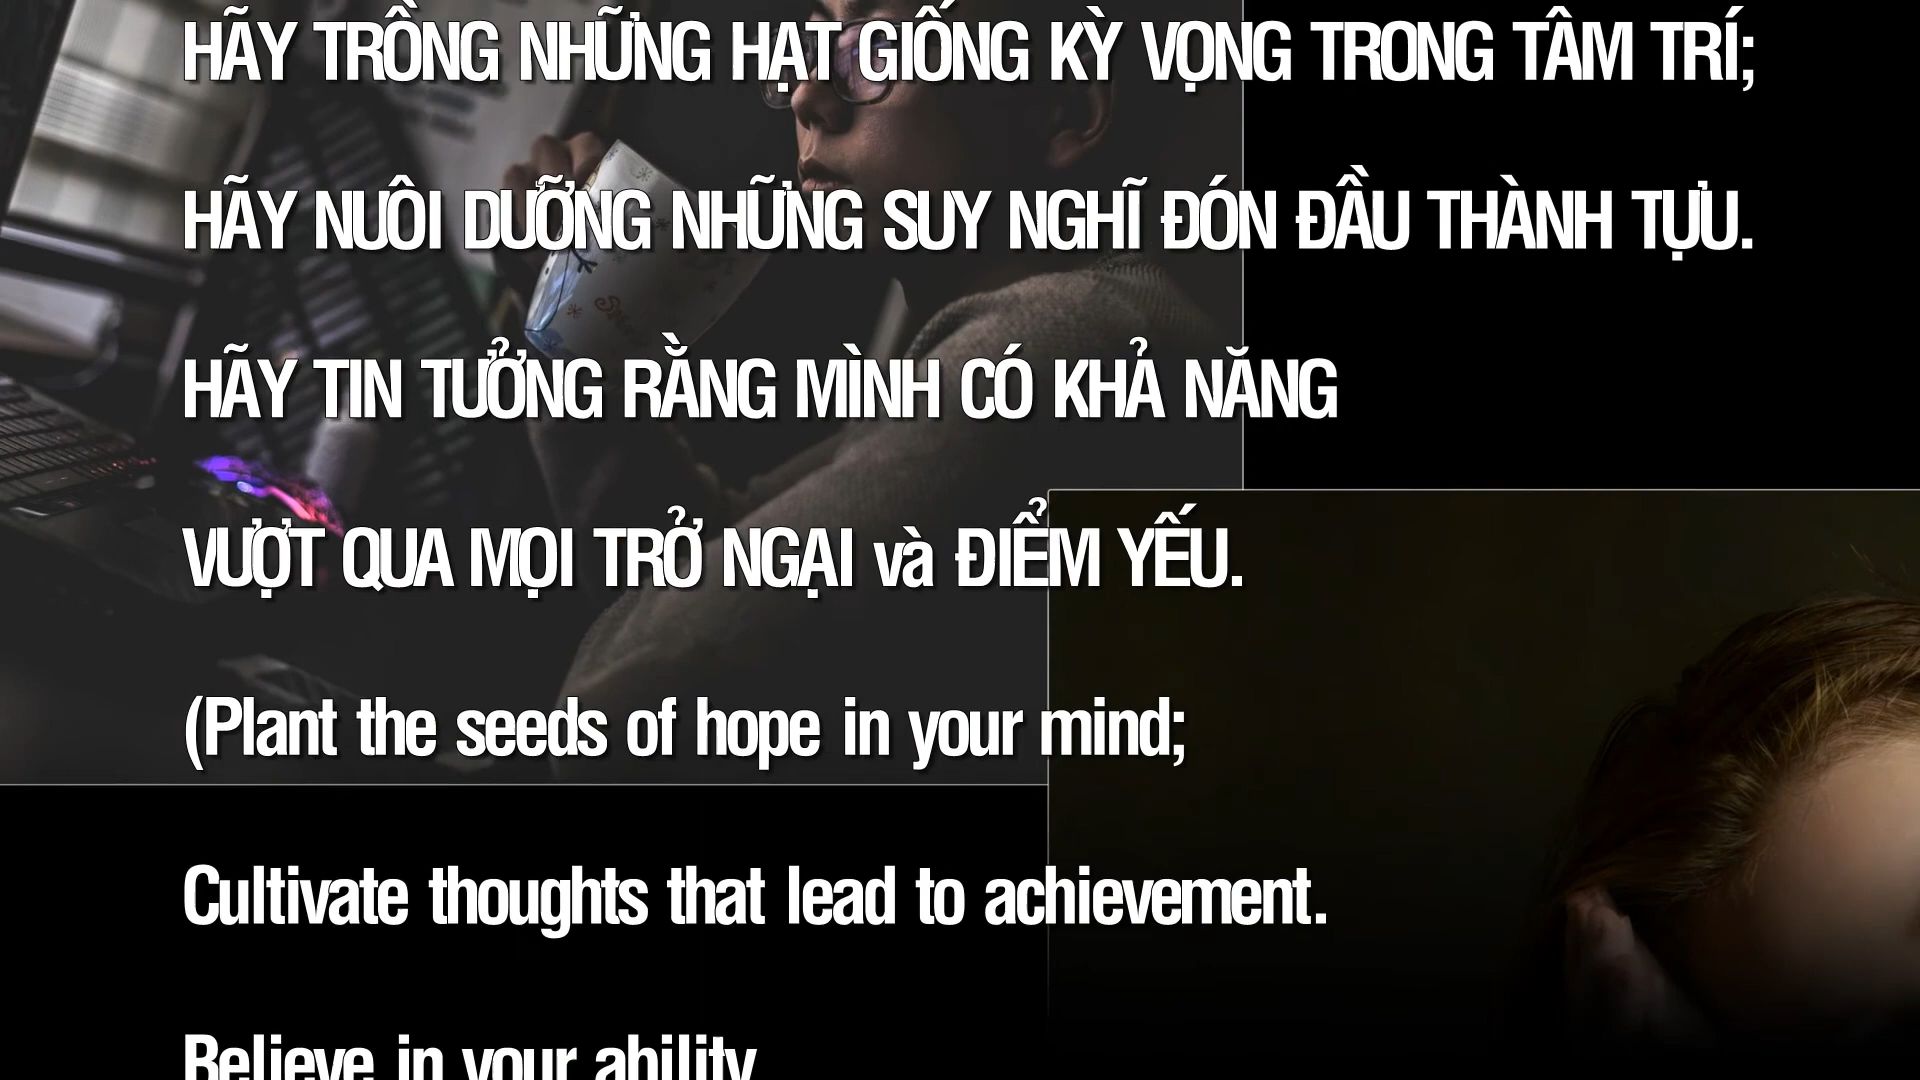 HÃY TRỒNG NHỮNG HẠT GIỐNG KỲ VỌNG TRONG TÂM TRÍ;
HÃY NUÔI DƯỠNG NHỮNG SUY NGHĨ ĐÓN ĐẦU THÀNH TỰU.
HÃY TIN TƯỞNG RẰNG MÌNH CÓ KHẢ NĂNG
VƯỢT QUA MỌI TRỞ NGẠI và ĐIỂM YẾU.
(Plant the seeds of hope in your mind;
Cultivate thoughts that lead to achievement.
Believe in your ability